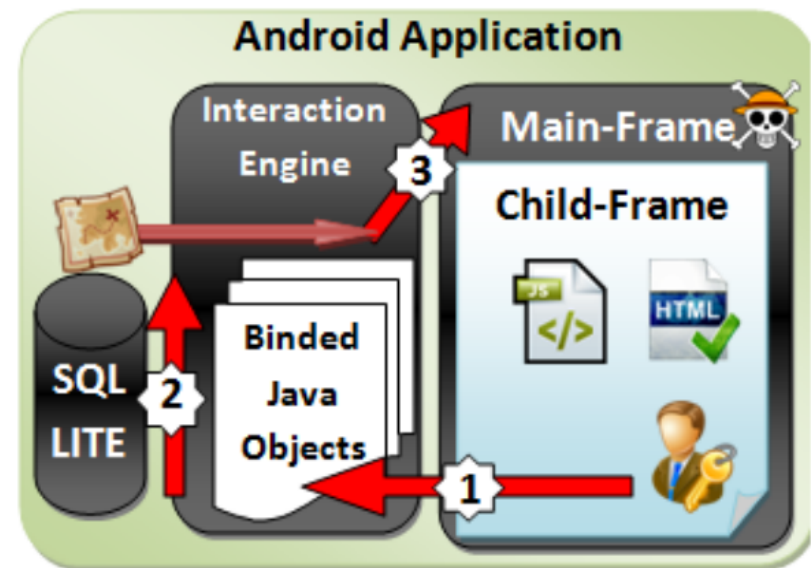 Android Application
Interaction
Engine
Main-Frame
3
Child-Frame
JS
</>
HTML
Binded
Java
Objects
SQL
LITE
2
1